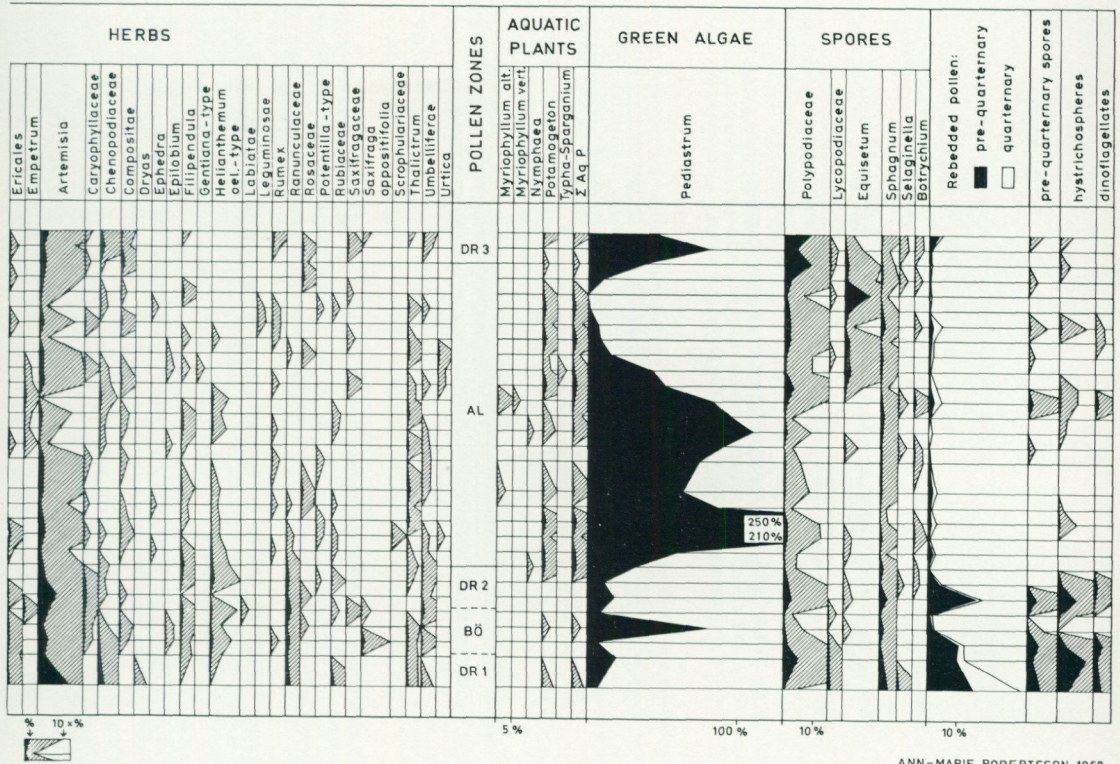 HERBS
POLLEN ZONES
AQUATIC
PLANTS
GREEN ALGAE
SPORES
Rebedded pollen:
pre-quarternary
quarternary
Ericales
Empetrum
Artemisia
Caryophyllaceae
Chenopodiaceae
Compositae
Dryas
Ephedra
Epilobium
Filipendula
Gentiana-type
Helianthemum
oel.-type
Labiatae
Leguminosae
Rumex
Ranunculaceae
Rosaceae
Potentilla-type
Rubiaceae
Saxifragaceae
Saxifraga
oppositifolia
Scrophulariaceae
Thalictrum
Umbelliferae
Urtica
Myriophyllum alt.
Myriophyllum vert.
Nymphaea
Potamogeton
Typha-Sparganium
Σ Aq P
Pediastrum
Polypodiaceae
Lycopodiaceae
Equisetum
Sphagnum
Selaginella
Botrychium
pre-quarternary spores
hystrichospheres
dinoflagellates
DR 3
AL
250%
210%
DR 2
BÖ
DR 1
% 10×%
5%
100%
10%
10%
ANN-MARIE ROBERTSSON 1968